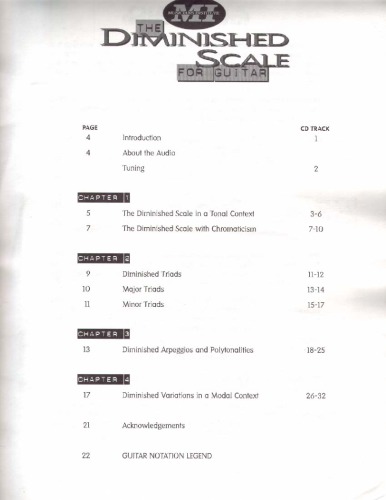 MI
MUSICIANS INSTITUTE
THE
DIMINISHED
SCALE
FOR GUITAR
PAGE CD TRACK
4 Introduction 1
4 About the Audio
Tuning 2
CHAPTER 1
5 The Diminished Scale in a Tonal Context 3-6
7 The Diminished Scale with Chromaticism 7-10
CHAPTER 2
9 Diminished Triads 11-12
10 Major Triads 13-14
11 Minor Triads 15-17
CHAPTER 3
13 Diminished Arpeggios and Polytonalities 18-25
CHAPTER 4
17 Diminished Variations in a Modal Context 26-32
21 Acknowledgements
22 GUITAR NOTATION LEGEND